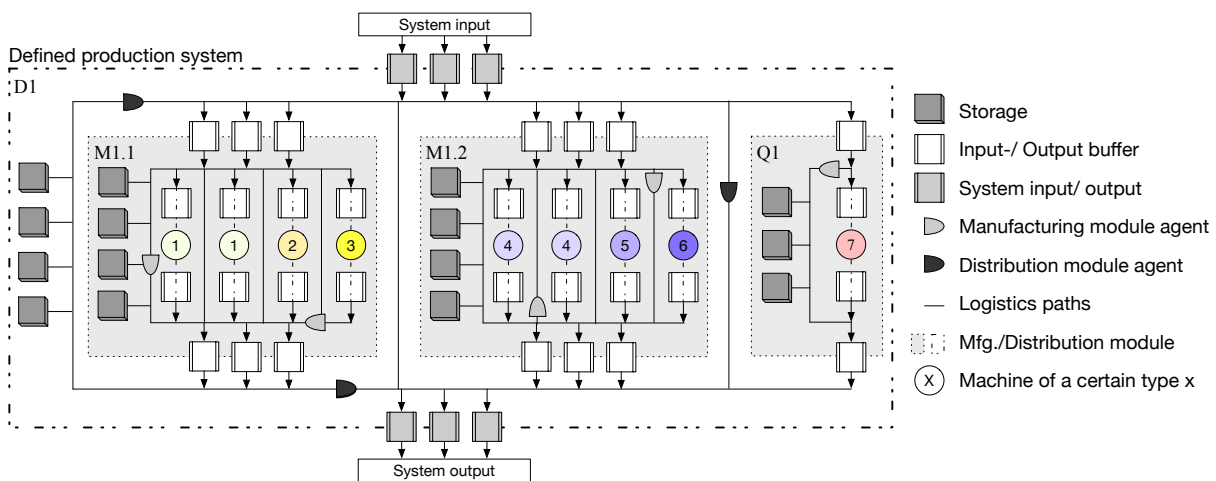 System input
Defined production system
D1
M1.1
M1.2
Q1
1
1
2
3
4
4
5
6
7
System output
Storage
Input-/ Output buffer
System input/ output
Manufacturing module agent
Distribution module agent
Logistics paths
Mfg./Distribution module
X
Machine of a certain type x